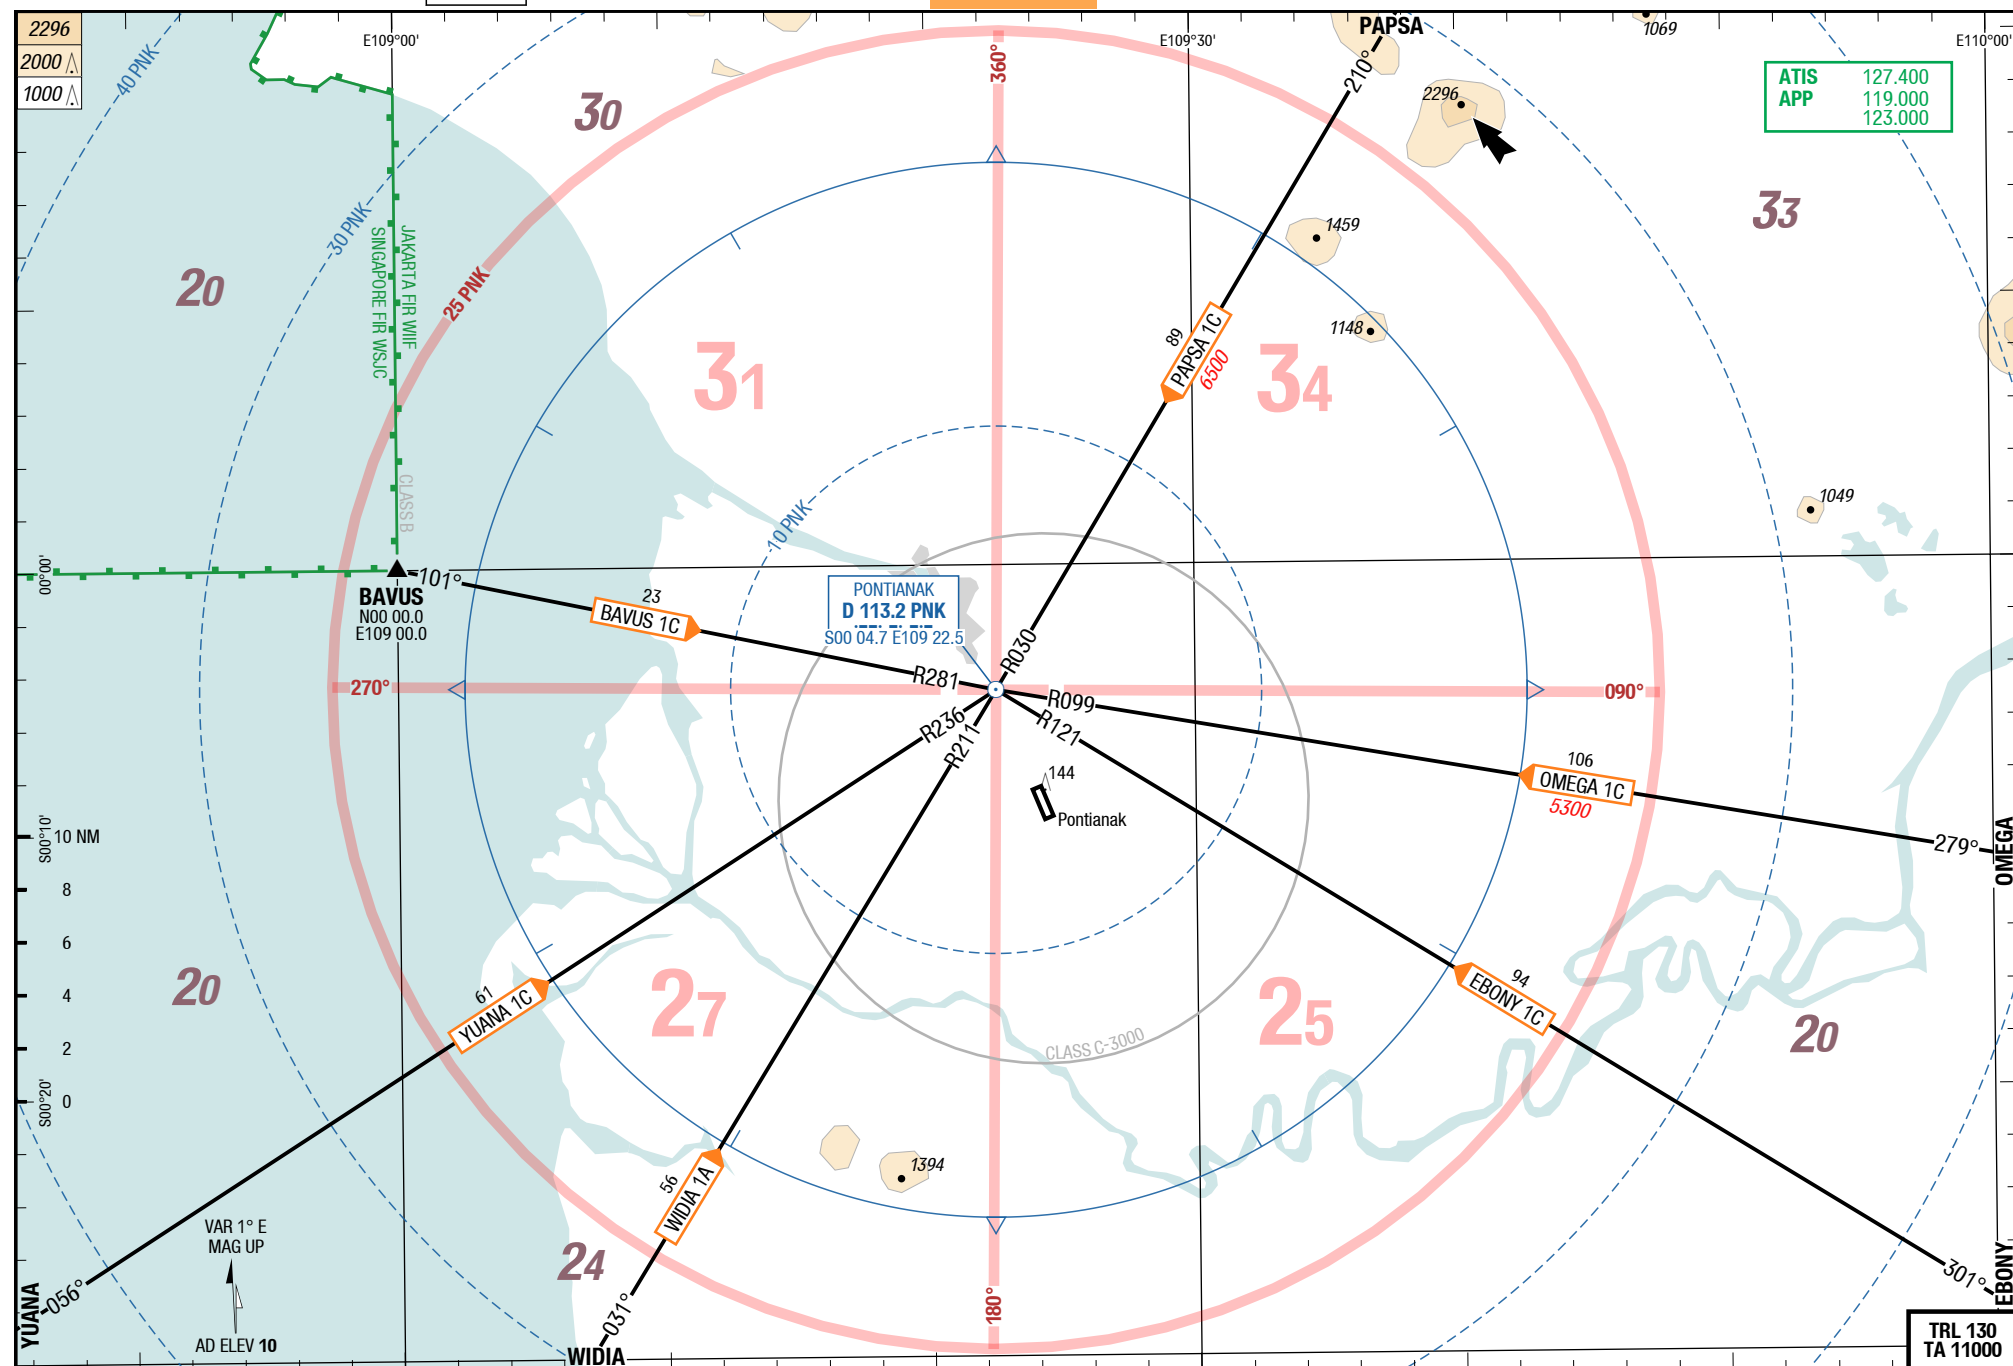 2296
2000
1000
E109°00'
E109°30'
E110°00'
PAPSA
210°
360°
1069
40 PNK
30
2296
ATIS 127.400
APP 119.000
123.000
33
30 PNK
JAKARTA FIR WIIF
SINGAPORE FIR WSJC
20
25 PNK
1459
1148
89
PAPSA 1C
6500
31
34
CLASS B
10 PNK
1049
00°00'
101°
BAVUS
N00 00.0
E109 00.0
23
BAVUS 1C
PONTIANAK
D 113.2 PNK
S00 04.7 E109 22.5
R030
R281
270°
090°
R099
R121
R236
R211
144
Pontianak
106
OMEGA 1C
5300
279°
OMEGA
S00°10'
10 NM
8
6
4
2
0
S00°20'
20
61
YUANA 1C
27
25
CLASS C-3000
94
EBONY 1C
20
1394
56
WIDIA 1A
VAR 1° E
MAG UP
24
AD ELEV 10
YUANA
056°
031°
WIDIA
180°
301°
EBONY
TRL 130
TA 11000